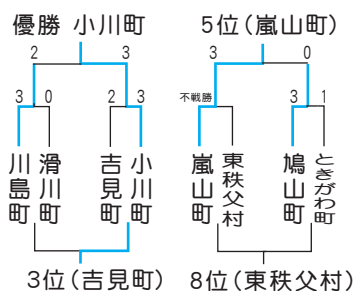 優勝 小川町
5位(嵐山町)
2 3
3 0
3 0 2 3
不戦勝 3 1
川島町
滑川町
吉見町
小川町
嵐山町
東秩父村
鳩山町
ときがわ町
3位(吉見町)
8位(東秩父村)